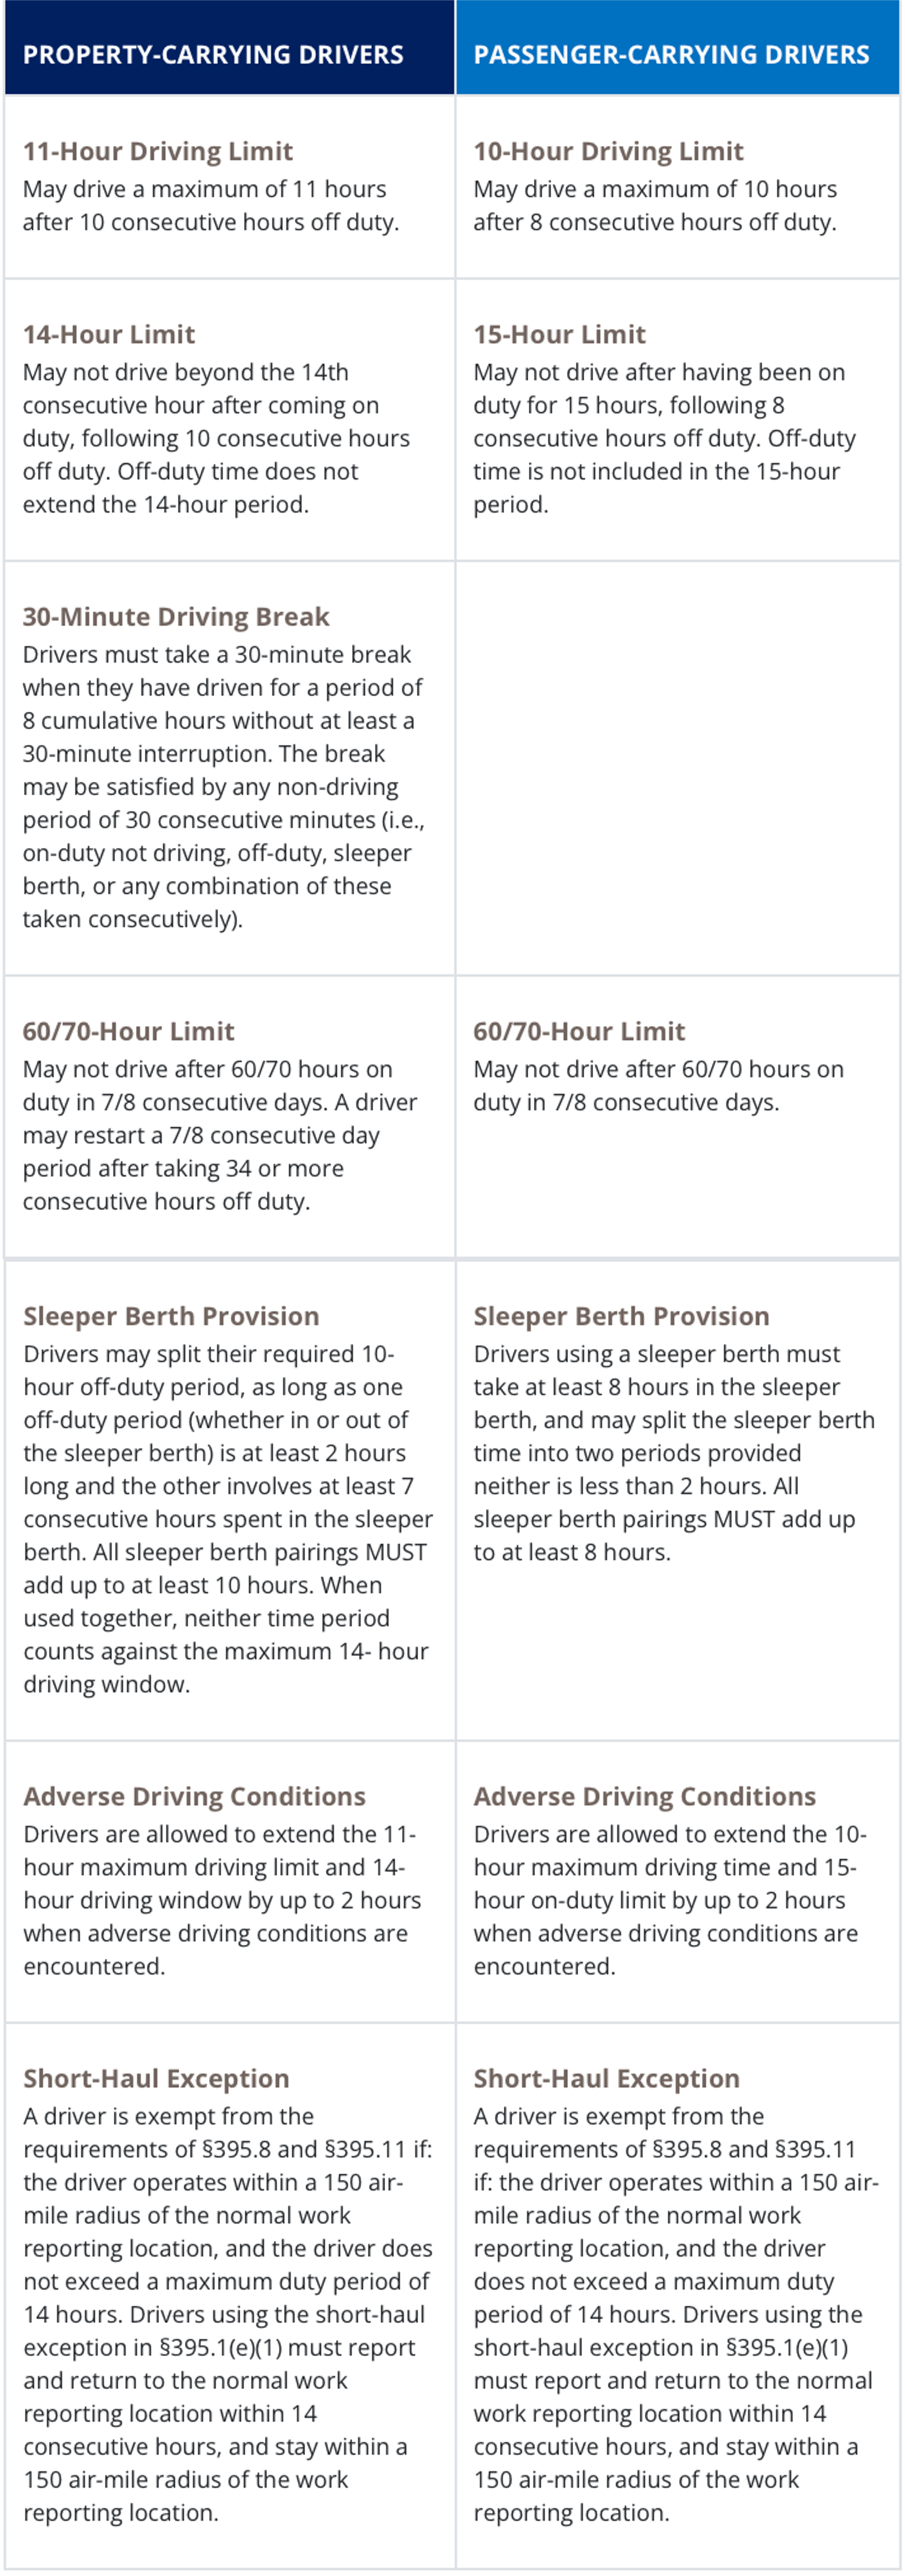 PROPERTY-CARRYING DRIVERS
PASSENGER-CARRYING DRIVERS
11-Hour Driving Limit
May drive a maximum of 11 hours
after 10 consecutive hours off duty.
10-Hour Driving Limit
May drive a maximum of 10 hours
after 8 consecutive hours off duty.
14-Hour Limit
May not drive beyond the 14th
consecutive hour after coming on
duty, following 10 consecutive hours
off duty. Off-duty time does not
extend the 14-hour period.
15-Hour Limit
May not drive after having been on
duty for 15 hours, following 8
consecutive hours off duty. Off-duty
time is not included in the 15-hour
period.
30-Minute Driving Break
Drivers must take a 30-minute break
when they have driven for a period of
8 cumulative hours without at least a
30-minute interruption. The break
may be satisfied by any non-driving
period of 30 consecutive minutes (i.e.,
on-duty not driving, off-duty, sleeper
berth, or any combination of these
taken consecutively).
60/70-Hour Limit
May not drive after 60/70 hours on
duty in 7/8 consecutive days. A driver
may restart a 7/8 consecutive day
period after taking 34 or more
consecutive hours off duty.
60/70-Hour Limit
May not drive after 60/70 hours on
duty in 7/8 consecutive days.
Sleeper Berth Provision
Drivers may split their required 10-
hour off-duty period, as long as one
off-duty period (whether in or out of
the sleeper berth) is at least 2 hours
long and the other involves at least 7
consecutive hours spent in the sleeper
berth. All sleeper berth pairings MUST
add up to at least 10 hours. When
used together, neither time period
counts against the maximum 14- hour
driving window.
Sleeper Berth Provision
Drivers using a sleeper berth must
take at least 8 hours in the sleeper
berth, and may split the sleeper berth
time into two periods provided
neither is less than 2 hours. All
sleeper berth pairings MUST add up
to at least 8 hours.
Adverse Driving Conditions
Drivers are allowed to extend the 11-
hour maximum driving limit and 14-
hour driving window by up to 2 hours
when adverse driving conditions are
encountered.
Adverse Driving Conditions
Drivers are allowed to extend the 10-
hour maximum driving time and 15-
hour on-duty limit by up to 2 hours
when adverse driving conditions are
encountered.
Short-Haul Exception
A driver is exempt from the
requirements of §395.8 and §395.11 if:
the driver operates within a 150 air-
mile radius of the normal work
reporting location, and the driver does
not exceed a maximum duty period of
14 hours. Drivers using the short-haul
exception in §395.1(e)(1) must report
and return to the normal work
reporting location within 14
consecutive hours, and stay within a
150 air-mile radius of the work
reporting location.
Short-Haul Exception
A driver is exempt from the
requirements of §395.8 and §395.11
if: the driver operates within a 150 air-
mile radius of the normal work
reporting location, and the driver
does not exceed a maximum duty
period of 14 hours. Drivers using the
short-haul exception in §395.1(e)(1)
must report and return to the normal
work reporting location within 14
consecutive hours, and stay within a
150 air-mile radius of the work
reporting location.